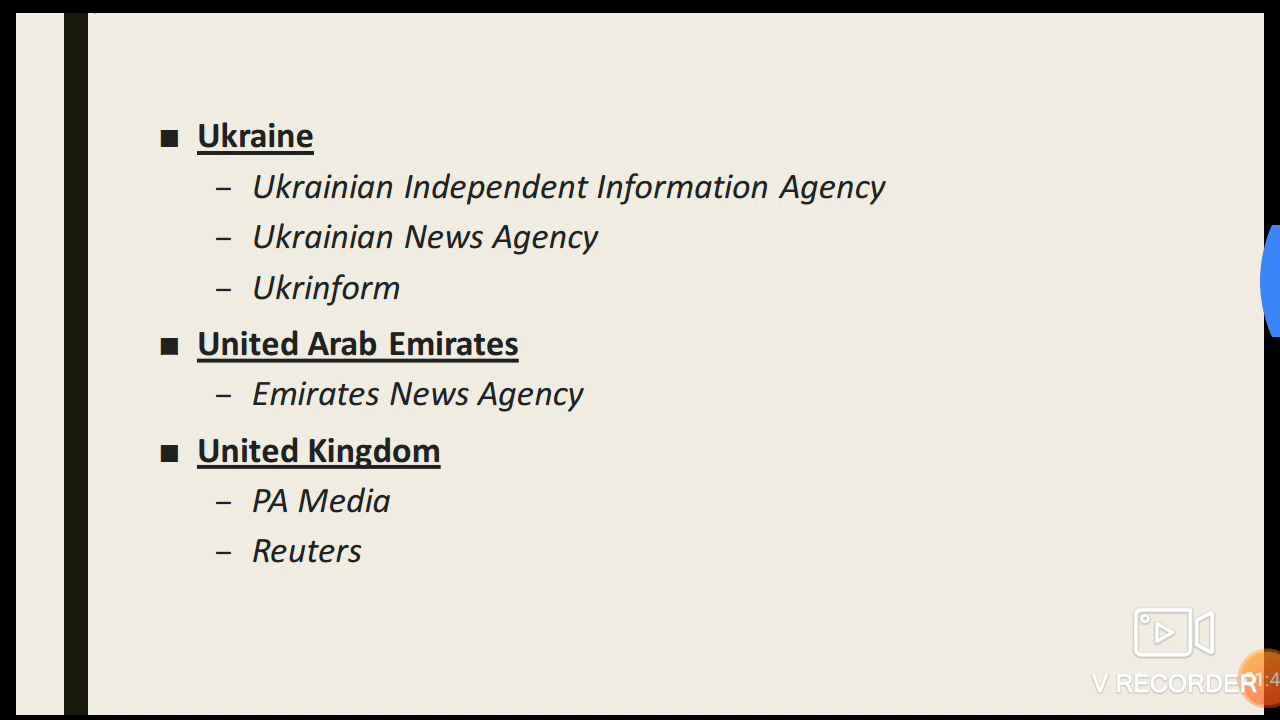 Ukraine
– Ukrainian Independent Information Agency
– Ukrainian News Agency
– Ukrinform
United Arab Emirates
– Emirates News Agency
United Kingdom
– PA Media
– Reuters
V RECORDER